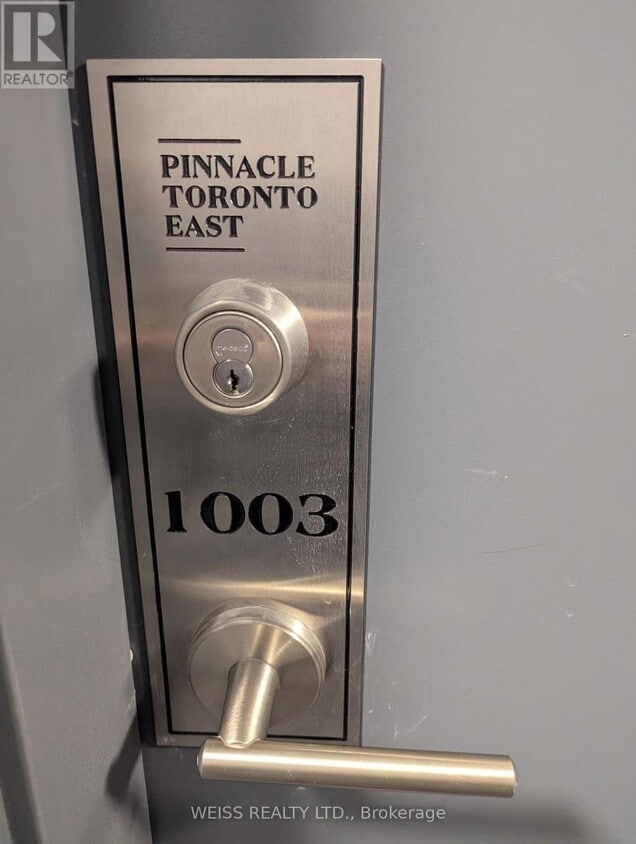 REALTOR®
PINNACLE
TORONTO
EAST
1003
WEISS REALTY LTD., Brokerage